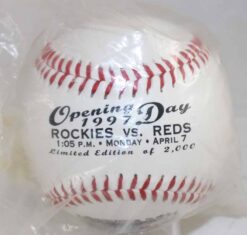 Opening Day
1997
ROCKIES VS. REDS
1:05 P.M. • MONDAY • APRIL 7
Limited Edition of 2,000